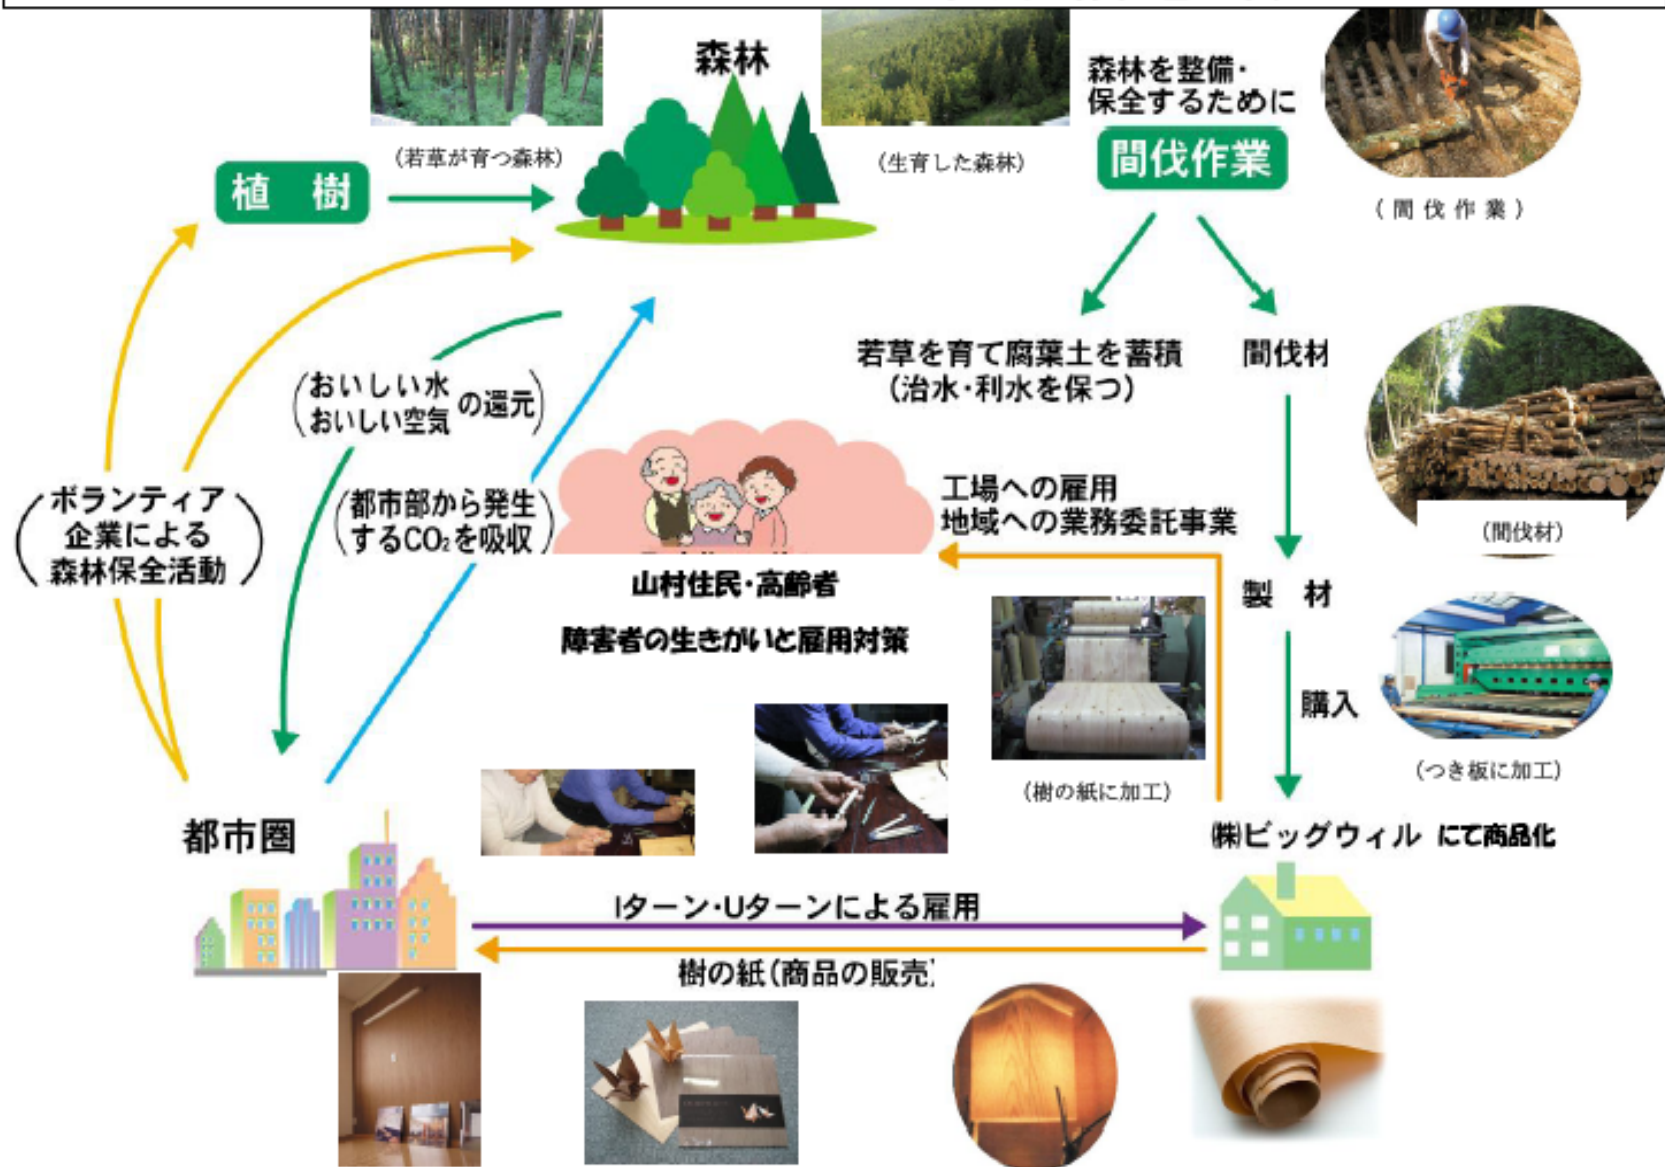 森林
森林を整備・
保全するために
間伐作業
(若草が育つ森林)
(生育した森林)
(間伐作業)
植　樹
若草を育て腐葉土を蓄積
(治水・利水を保つ)
間伐材
(おいしい水
おいしい空気 の還元)
ボランティア
企業による
森林保全活動
(都市部から発生
するCO₂を吸収)
工場への雇用
地域への業務委託事業
(間伐材)
山村住民・高齢者
障害者の生きがいと雇用対策
製　材
購入
(つき板に加工)
(樹の紙に加工)
都市圏
㈱ビッグウィル にて商品化
Iターン・Uターンによる雇用
樹の紙(商品の販売)